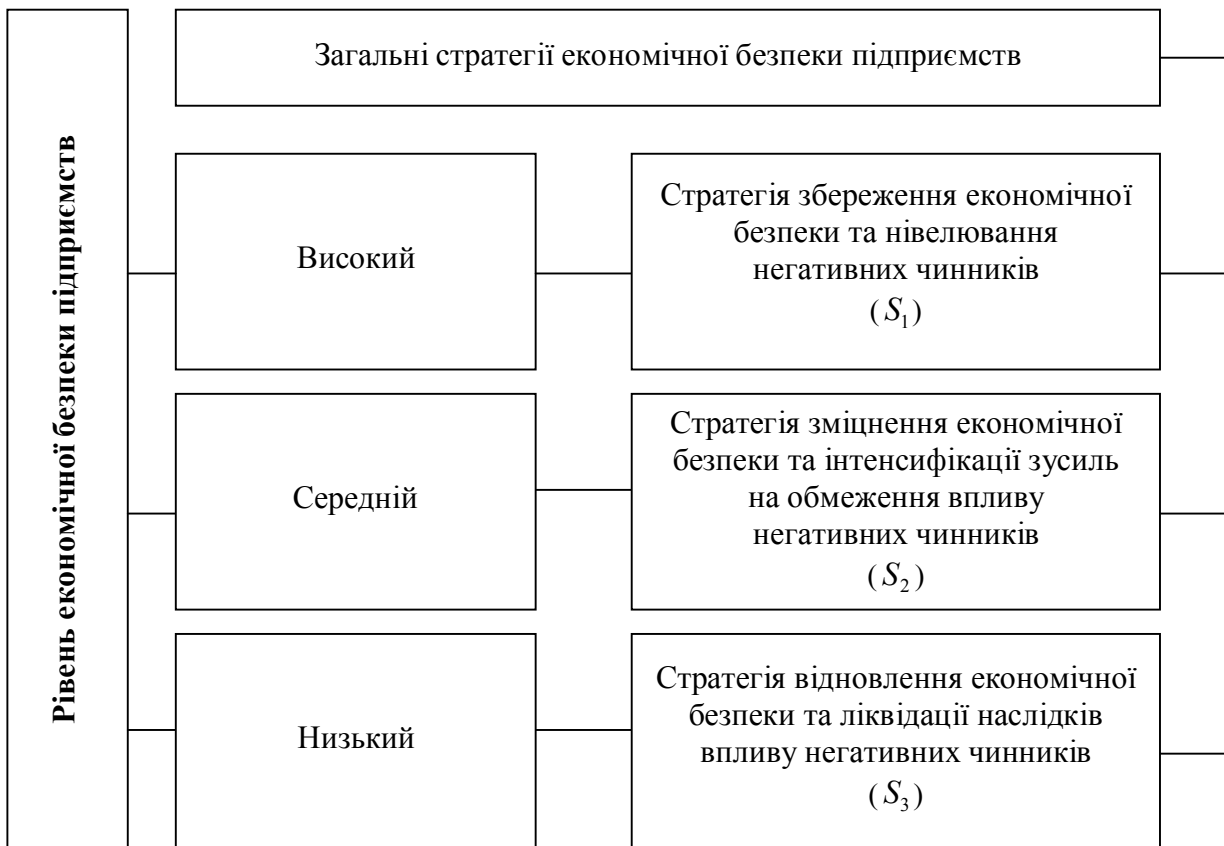 Рівень економічної безпеки підприємств
Загальні стратегії економічної безпеки підприємств
Високий
Стратегія збереження економічної
безпеки та нівелювання
негативних чинників
(S₁)
Середній
Стратегія зміцнення економічної
безпеки та інтенсифікації зусиль
на обмеження впливу
негативних чинників
(S₂)
Низький
Стратегія відновлення економічної
безпеки та ліквідації наслідків
впливу негативних чинників
(S₃)